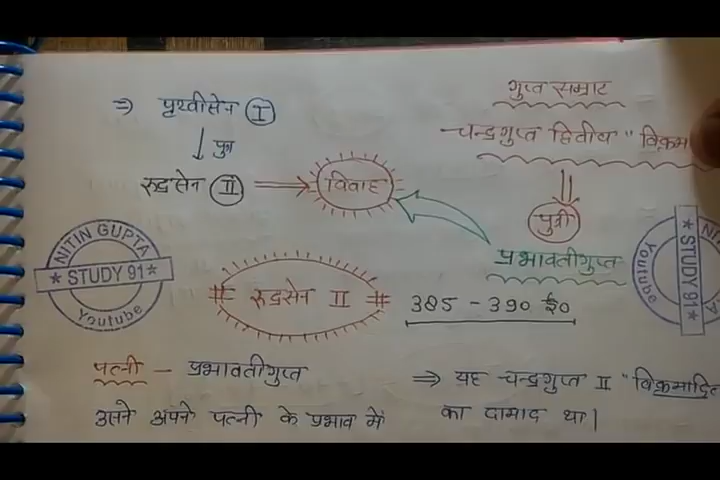 ⇒ पृथ्वीसेन I
↓ पुत्र
रुद्रसेन II ⇒ विवाह
गुप्त सम्राट
चन्द्रगुप्त द्वितीय "विक्रम
पुत्री
प्रभावतीगुप्त
NITIN GUPTA
★ STUDY 91 ★
Youtube
NIT
★ STUDY 91 ★
Youtube
# रुद्रसेन II # 385 - 390 ई०
पत्नी - प्रभावतीगुप्त
उसने अपने पत्नी के प्रभाव में
⇒ यह चन्द्रगुप्त II "विक्रमादित
का दामाद था।